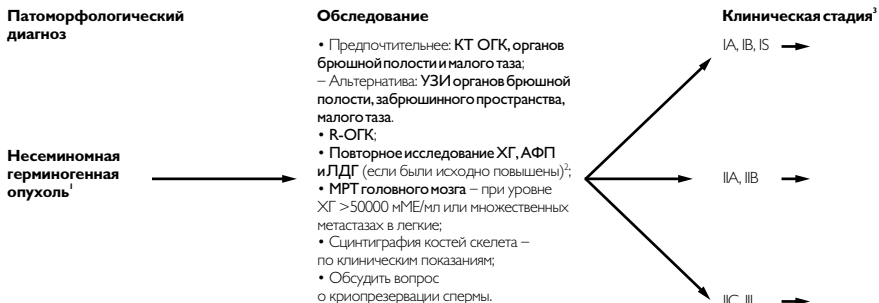 Патоморфологический
диагноз
Несеминомная
герминогенная
опухоль¹
Обследование
• Предпочтительнее: КТ ОГК, органов
брюшной полости и малого таза;
– Альтернатива: УЗИ органов брюшной
полости, забрюшинного пространства,
малого таза.
• R-ОГК;
• Повторное исследование ХГ, АФП
и ЛДГ (если были исходно повышены)²;
• МРТ головного мозга – при уровне
ХГ >50000 мМЕ/мл или множественных
метастазах в легкие;
• Сцинтиграфия костей скелета –
по клиническим показаниям;
• Обсудить вопрос
о криопрезервации спермы.
Клиническая стадия³
IA, IB, IS
IIA, IIB
IIC, III